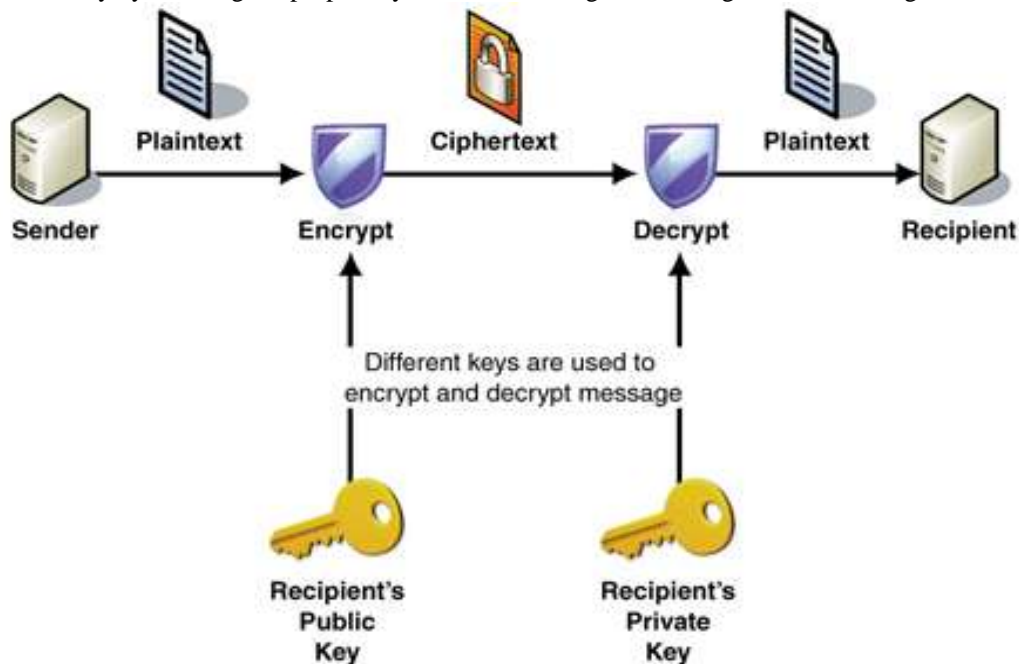 Plaintext
Ciphertext
Plaintext
Sender
Encrypt
Decrypt
Recipient
Different keys are used to
encrypt and decrypt message
Recipient's
Public
Key
Recipient's
Private
Key